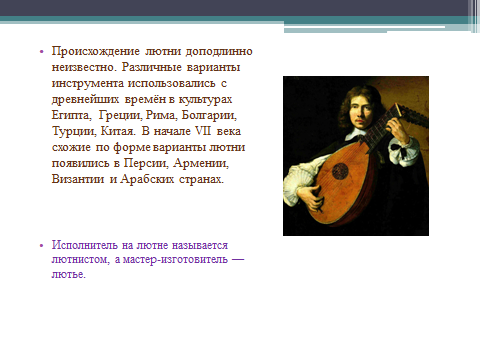 Происхождение лютни доподлинно
неизвестно. Различные варианты
инструмента использовались с
древнейших времён в культурах
Египта, Греции, Рима, Болгарии,
Турции, Китая. В начале VII века
схожие по форме варианты лютни
появились в Персии, Армении,
Византии и Арабских странах.
Исполнитель на лютне называется
лютнистом, а мастер-изготовитель —
лютье.